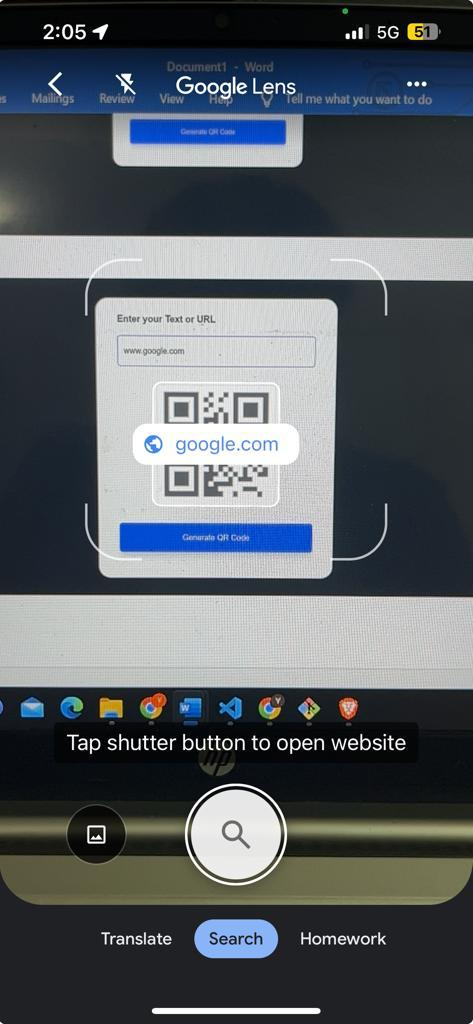 2:05
5G 51
Document1 - Word
Google Lens
Mailings Review View Help Tell me what you want to do
Generate QR Code
Enter your Text or URL
www.google.com
google.com
Generate QR Code
Tap shutter button to open website
hp
Translate Search Homework